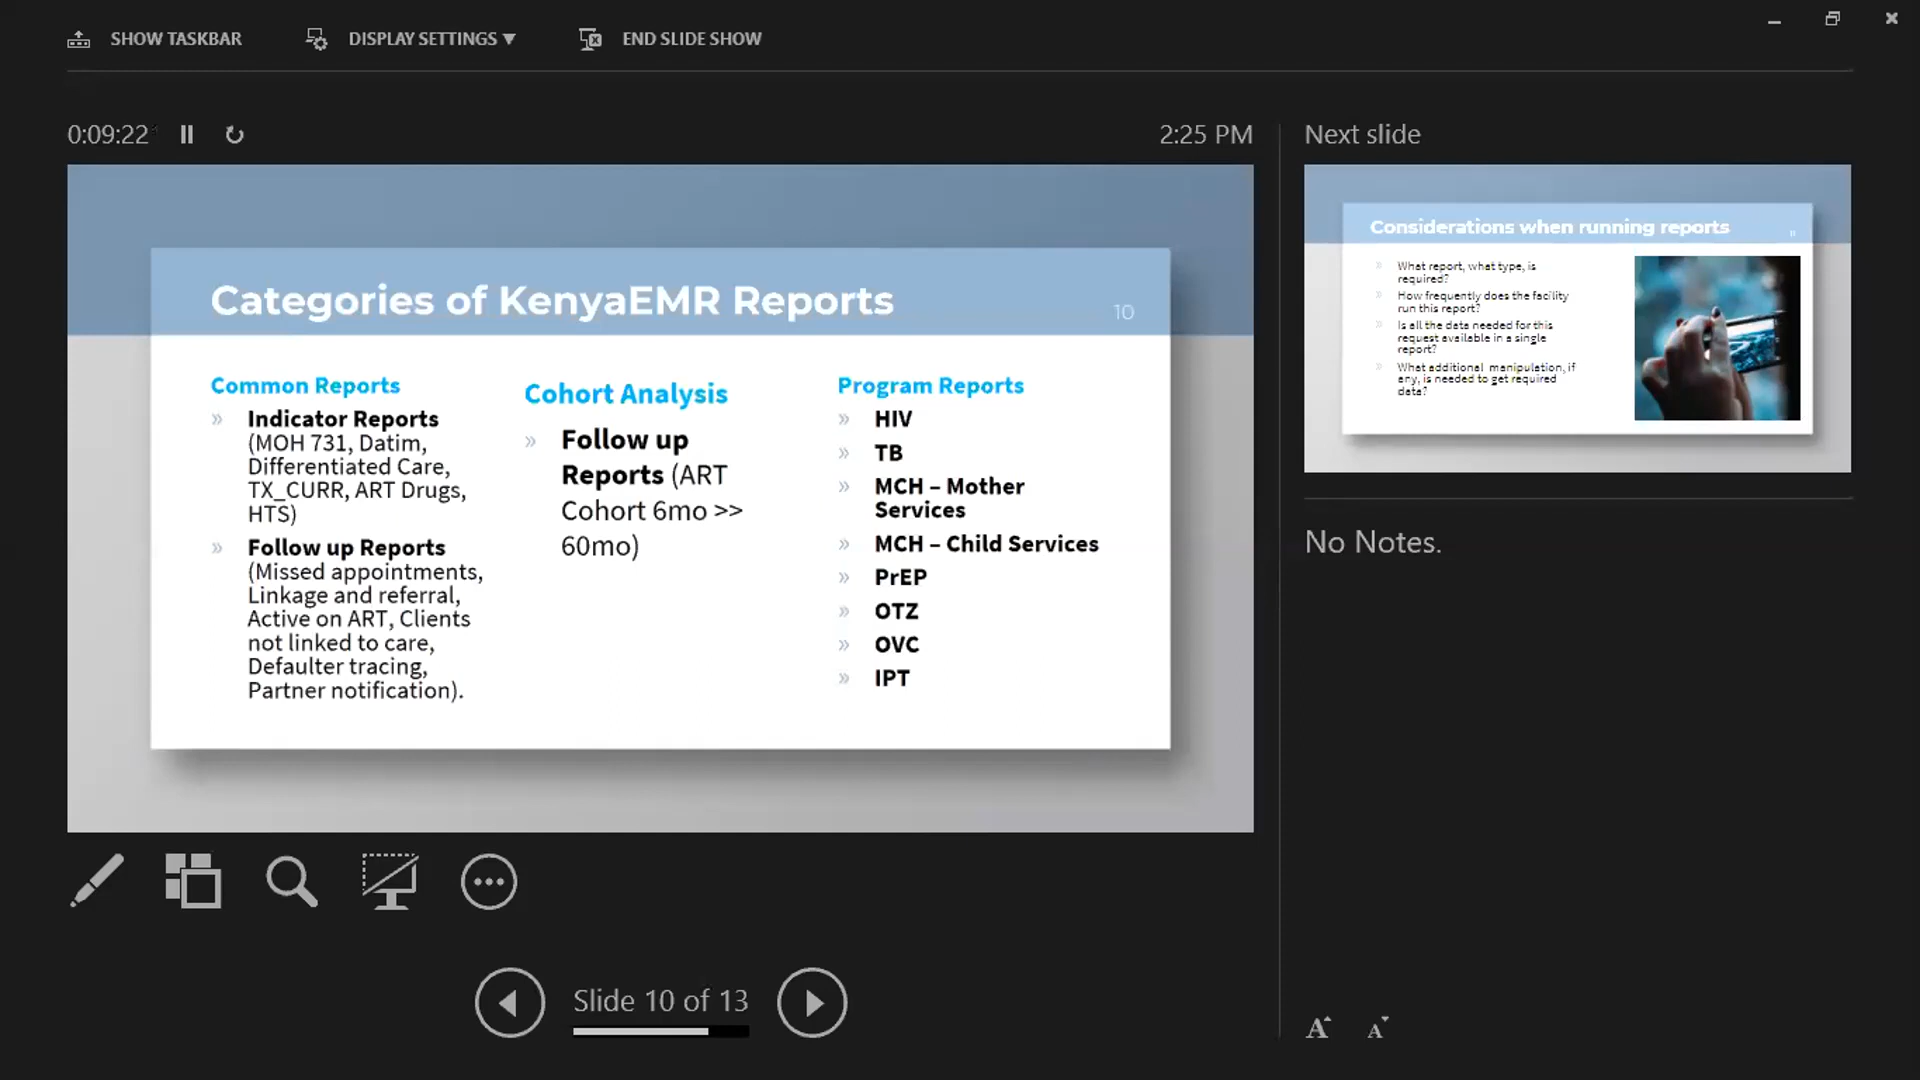 SHOW TASKBAR
DISPLAY SETTINGS ▼
END SLIDE SHOW
0:09:22
2:25 PM
Categories of KenyaEMR Reports
10
Common Reports
» Indicator Reports
(MOH 731, Datim,
Differentiated Care,
TX_CURR, ART Drugs,
HTS)
» Follow up Reports
(Missed appointments,
Linkage and referral,
Active on ART, Clients
not linked to care,
Defaulter tracing,
Partner notification).
Cohort Analysis
» Follow up
Reports (ART
Cohort 6mo >>
60mo)
Program Reports
» HIV
» TB
» MCH – Mother
Services
» MCH – Child Services
» PrEP
» OTZ
» OVC
» IPT
Slide 10 of 13
Next slide
Considerations when running reports
11
» What report, what type, is
required?
» How frequently does the facility
run this report?
» Is all the data needed for this
request available in a single
report?
» What additional manipulation, if
any, is needed to get required
data?
No Notes.
A A